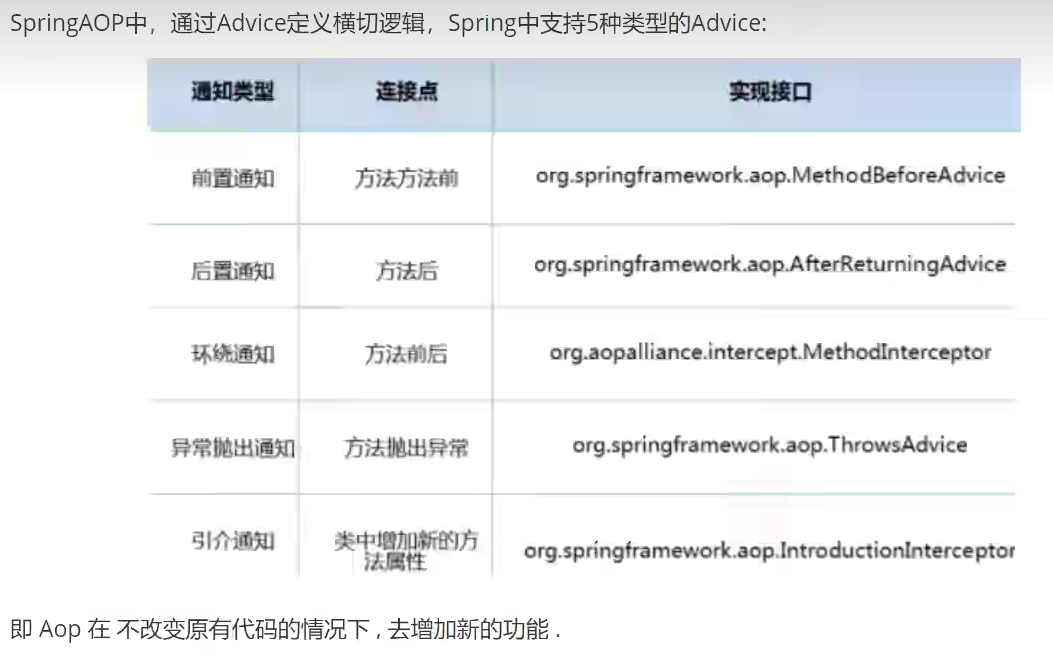 SpringAOP中，通过Advice定义横切逻辑，Spring中支持5种类型的Advice:
通知类型 连接点 实现接口
前置通知 方法方法前 org.springframework.aop.MethodBeforeAdvice
后置通知 方法后 org.springframework.aop.AfterReturningAdvice
环绕通知 方法前后 org.aopalliance.intercept.MethodInterceptor
异常抛出通知 方法抛出异常 org.springframework.aop.ThrowsAdvice
引介通知 类中增加新的方 org.springframework.aop.IntroductionInterceptor
法属性
即 Aop 在 不改变原有代码的情况下 , 去增加新的功能 .